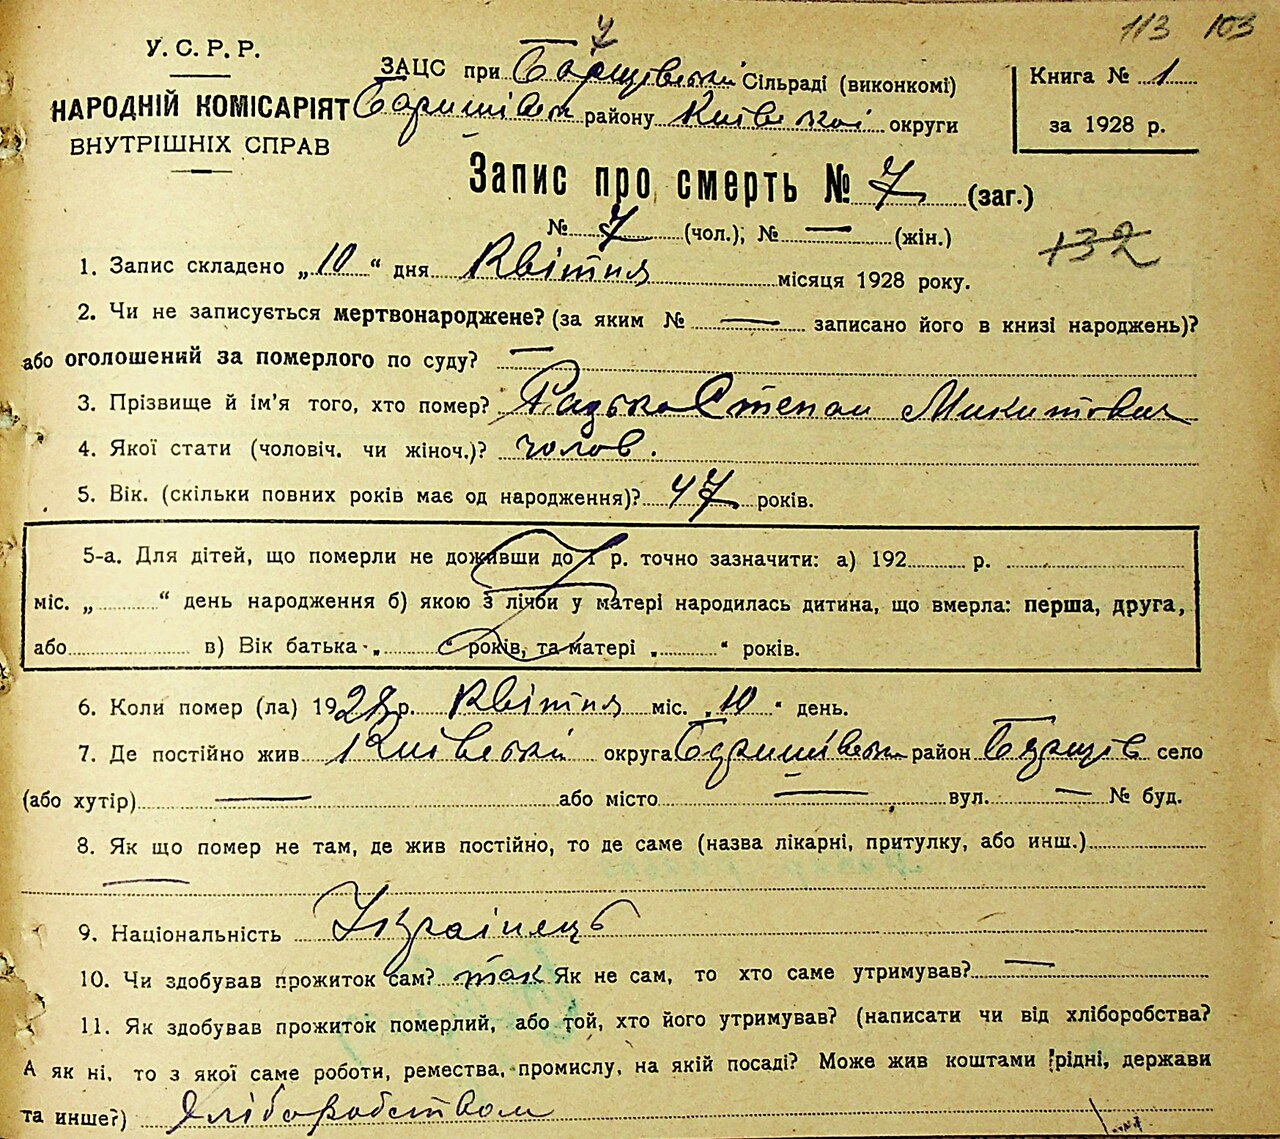 113 103
У. С. Р. Р.
НАРОДНІЙ КОМІСАРІЯТ
ВНУТРІШНІХ СПРАВ
7
ЗАЦС при Борщівській Сільраді (виконкомі)
Баришівськ району Київської округи
Книга № 1
за 1928 р.
Запис про смерть № 7 (заг.)
№ 7 (чол.); № — (жін.)
132
1. Запис складено „10“ дня Квітня місяця 1928 року.
2. Чи не записується мертвонароджене? (за яким № — записано його в книзі народжень)?
або оголошений за померлого по суду? —
3. Прізвище й ім'я того, хто помер? Радько Степан Микитович
4. Якої стати (чоловіч. чи жіноч.)? чолов.
5. Вік. (скільки повних років має од народження)? 47 років.
5-а. Для дітей, що померли не доживши до 1 р. точно зазначити: а) 192 р.
міс. „ “ день народження б) якою з лічби у матері народилась дитина, що вмерла: перша, друга,
або в) Вік батька „ “ років, та матері „ “ років.
6. Коли помер (ла) 1928 р. Квітня міс. „10“ день.
7. Де постійно жив Київській округа Баришівськ район Борщів село
(або хутір) — або місто — вул. — № буд.
8. Як що помер не там, де жив постійно, то де саме (назва лікарні, притулку, або инш.)
—
9. Національність Українець
10. Чи здобував прожиток сам? так Як не сам, то хто саме утримував? —
11. Як здобував прожиток померлий, або той, хто його утримував? (написати чи від хліборобства?
А як ні, то з якої саме роботи, ремества, промислу, на якій посаді? Може жив коштами рідні, держави
та инше?) Хліборобством